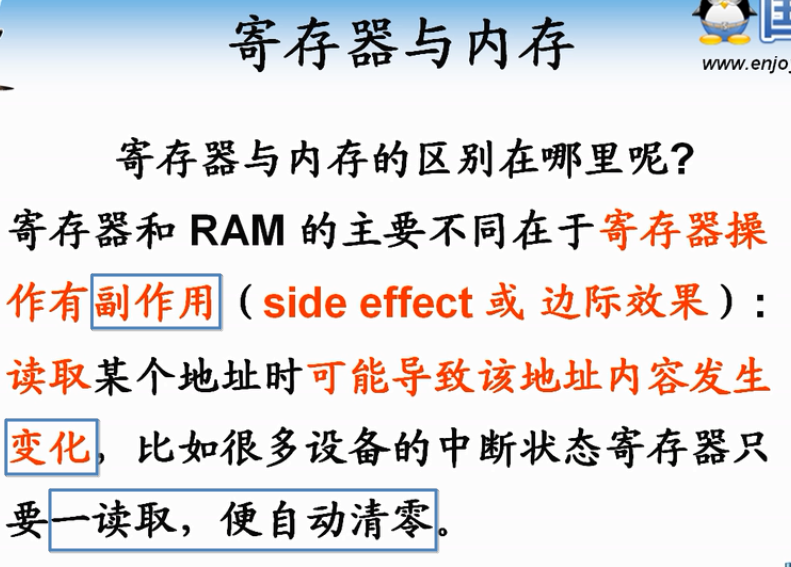 寄存器与内存
www.enjo
寄存器与内存的区别在哪里呢?
寄存器和 RAM 的主要不同在于寄存器操
作有副作用（side effect 或 边际效果）:
读取某个地址时可能导致该地址内容发生
变化，比如很多设备的中断状态寄存器只
要一读取，便自动清零。